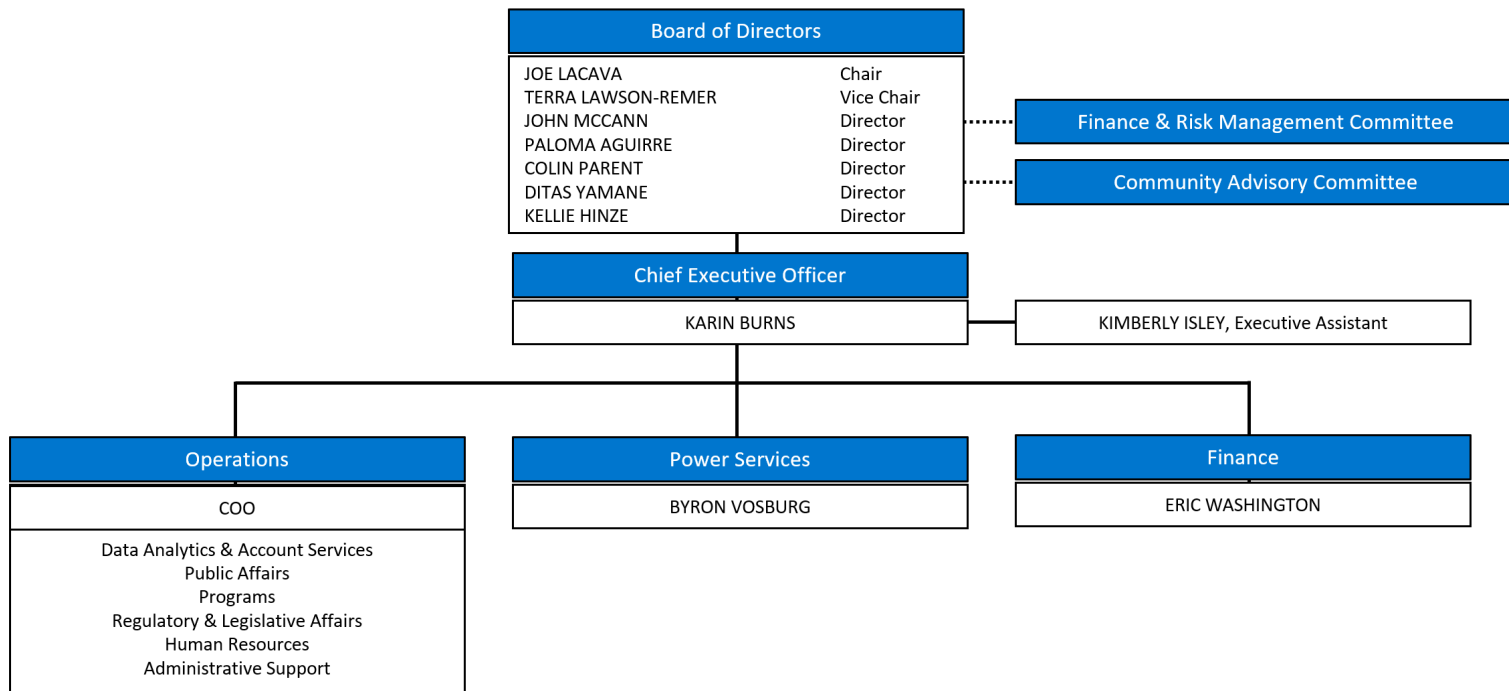 Board of Directors
JOE LACAVA Chair
TERRA LAWSON-REMER Vice Chair
JOHN MCCANN Director
PALOMA AGUIRRE Director
COLIN PARENT Director
DITAS YAMANE Director
KELLIE HINZE Director
Finance & Risk Management Committee
Community Advisory Committee
Chief Executive Officer
KARIN BURNS
KIMBERLY ISLEY, Executive Assistant
Operations
COO
Data Analytics & Account Services
Public Affairs
Programs
Regulatory & Legislative Affairs
Human Resources
Administrative Support
Power Services
BYRON VOSBURG
Finance
ERIC WASHINGTON